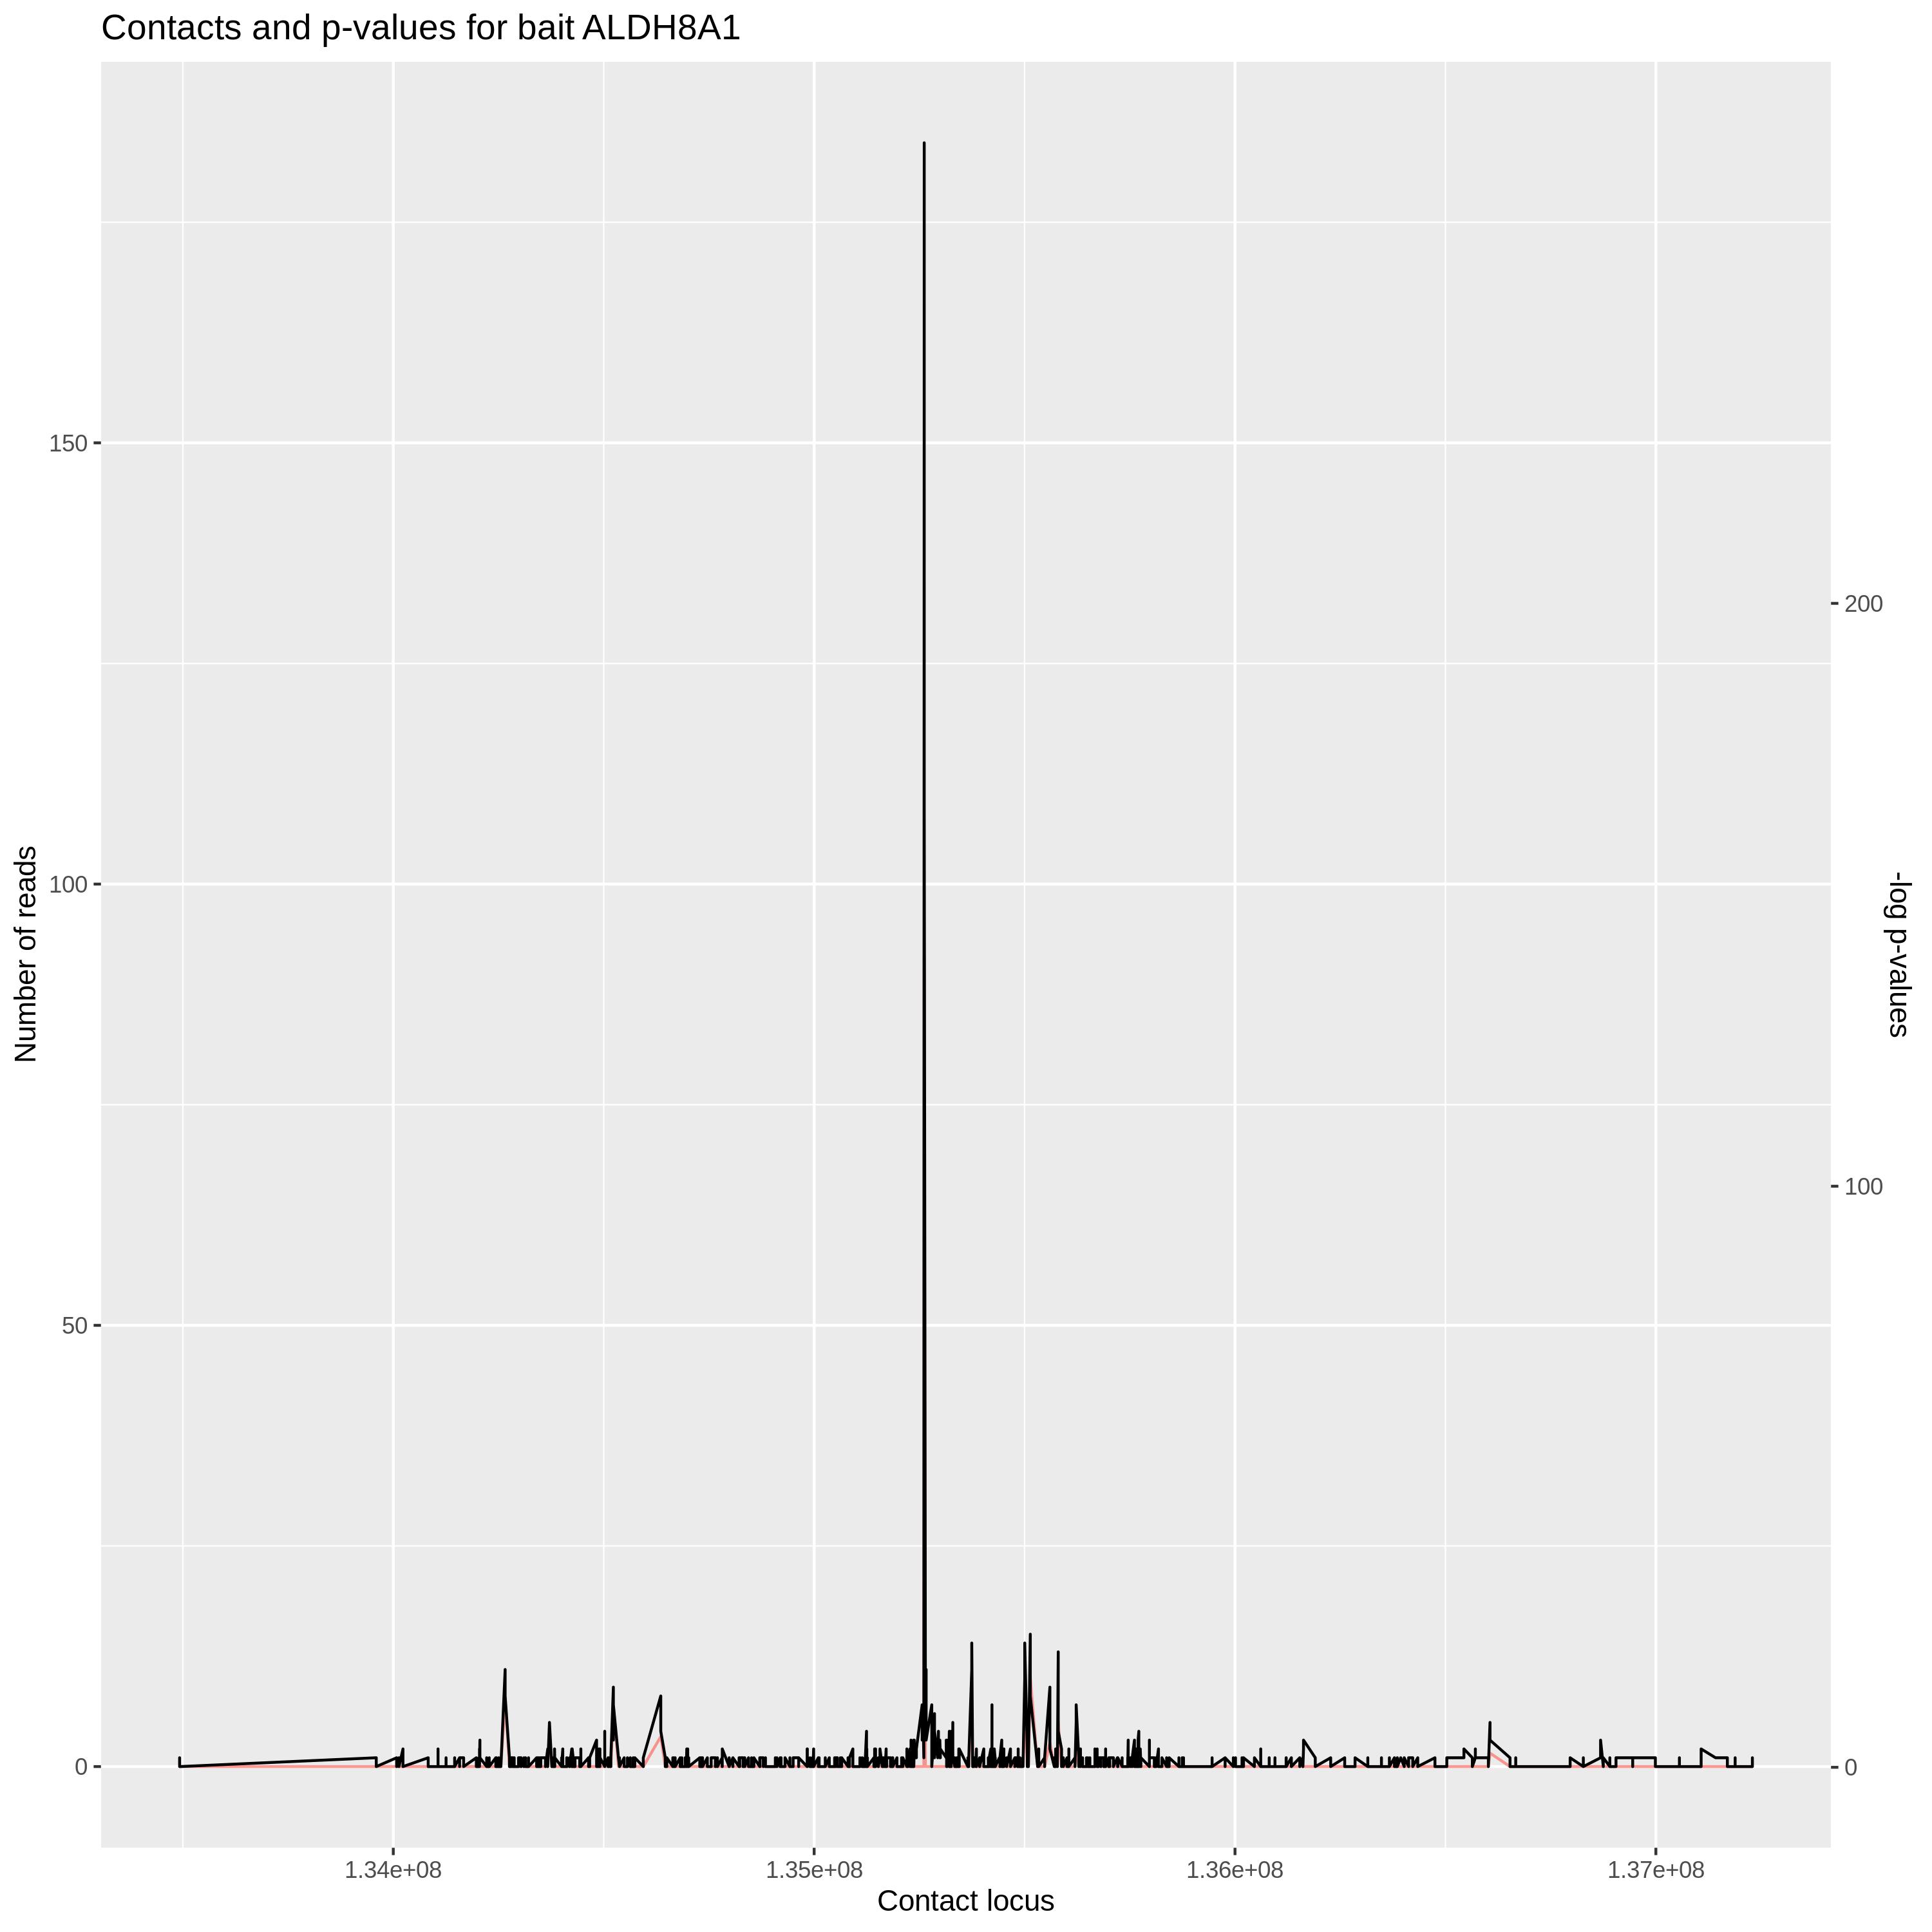 Contacts and p-values for bait ALDH8A1
150
100
50
0
Number of reads
200
100
0
-log p-values
1.34e+08
1.35e+08
1.36e+08
1.37e+08
Contact locus